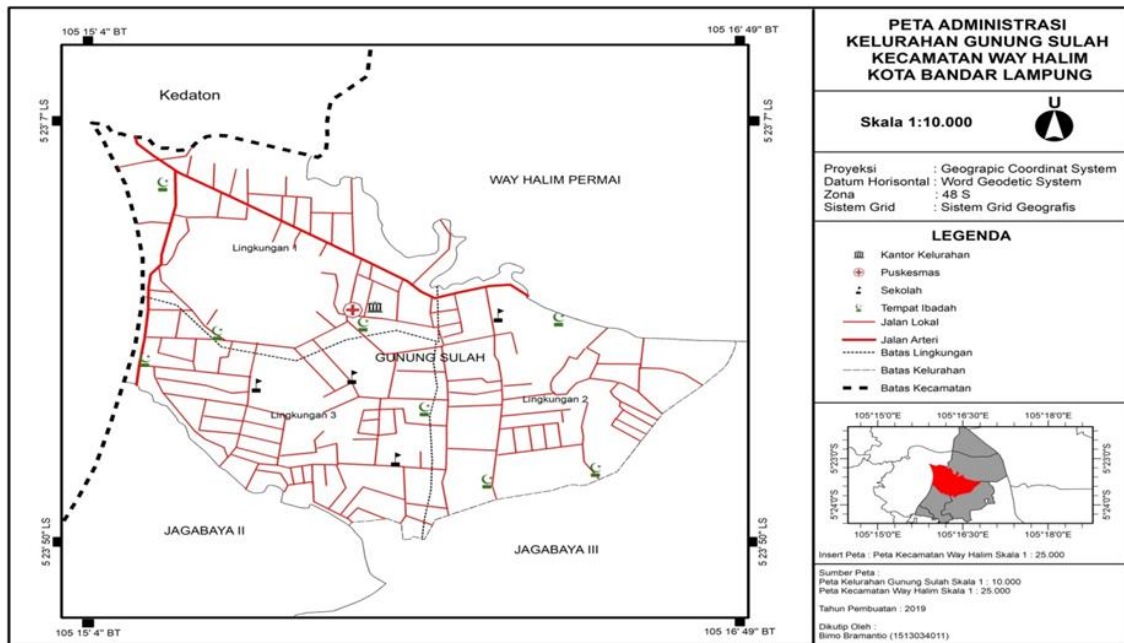 105 15' 4" BT
105 16' 49" BT
5 23' 7" LS
5 23' 7" LS
Kedaton
WAY HALIM PERMAI
Lingkungan 1
GUNUNG SULAH
Lingkungan 2
Lingkungan 3
JAGABAYA II
JAGABAYA III
5 23' 50" LS
5 23' 50" LS
105 15' 4" BT
105 16' 49" BT
PETA ADMINISTRASI
KELURAHAN GUNUNG SULAH
KECAMATAN WAY HALIM
KOTA BANDAR LAMPUNG
Skala 1:10.000
U
Proyeksi : Geograpic Coordinat System
Datum Horisontal : Word Geodetic System
Zona : 48 S
Sistem Grid : Sistem Grid Geografis
LEGENDA
Kantor Kelurahan
Puskesmas
Sekolah
Tempat Ibadah
Jalan Lokal
Jalan Arteri
Batas Lingkungan
Batas Kelurahan
Batas Kecamatan
105°15'0"E 105°16'30"E 105°18'0"E
5°23'0"S 5°23'0"S
5°24'0"S 5°24'0"S
105°15'0"E 105°16'30"E 105°18'0"E
Insert Peta : Peta Kecamatan Way Halim Skala 1 : 25.000
Sumber Peta :
Peta Kelurahan Gunung Sulah Skala 1 : 10.000
Peta Kecamatan Way Halim Skala 1 : 25.000
Tahun Pembuatan : 2019
Dikutip Oleh :
Bimo Bramantio (1513034011)